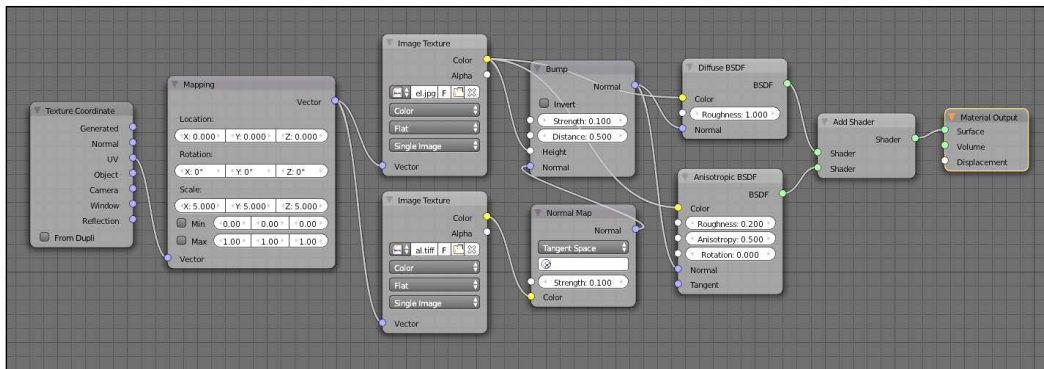 Texture Coordinate
Generated
Normal
UV
Object
Camera
Window
Reflection
From Dupli
Mapping
Vector
Location:
X: 0.000 Y: 0.000 Z: 0.000
Rotation:
X: 0° Y: 0° Z: 0°
Scale:
X: 5.000 Y: 5.000 Z: 5.000
Min 0.00 0.00 0.00
Max 1.00 1.00 1.00
Vector
Image Texture
Color
Alpha
el.jpg F
Color
Flat
Single Image
Vector
Image Texture
Color
Alpha
al.tiff F
Color
Flat
Single Image
Vector
Bump
Normal
Invert
Strength: 0.100
Distance: 0.500
Height
Normal
Normal Map
Normal
Tangent Space
Strength: 0.100
Color
Diffuse BSDF
BSDF
Color
Roughness: 1.000
Normal
Anisotropic BSDF
BSDF
Color
Roughness: 0.200
Anisotropy: 0.500
Rotation: 0.000
Normal
Tangent
Add Shader
Shader
Shader
Shader
Material Output
Surface
Volume
Displacement